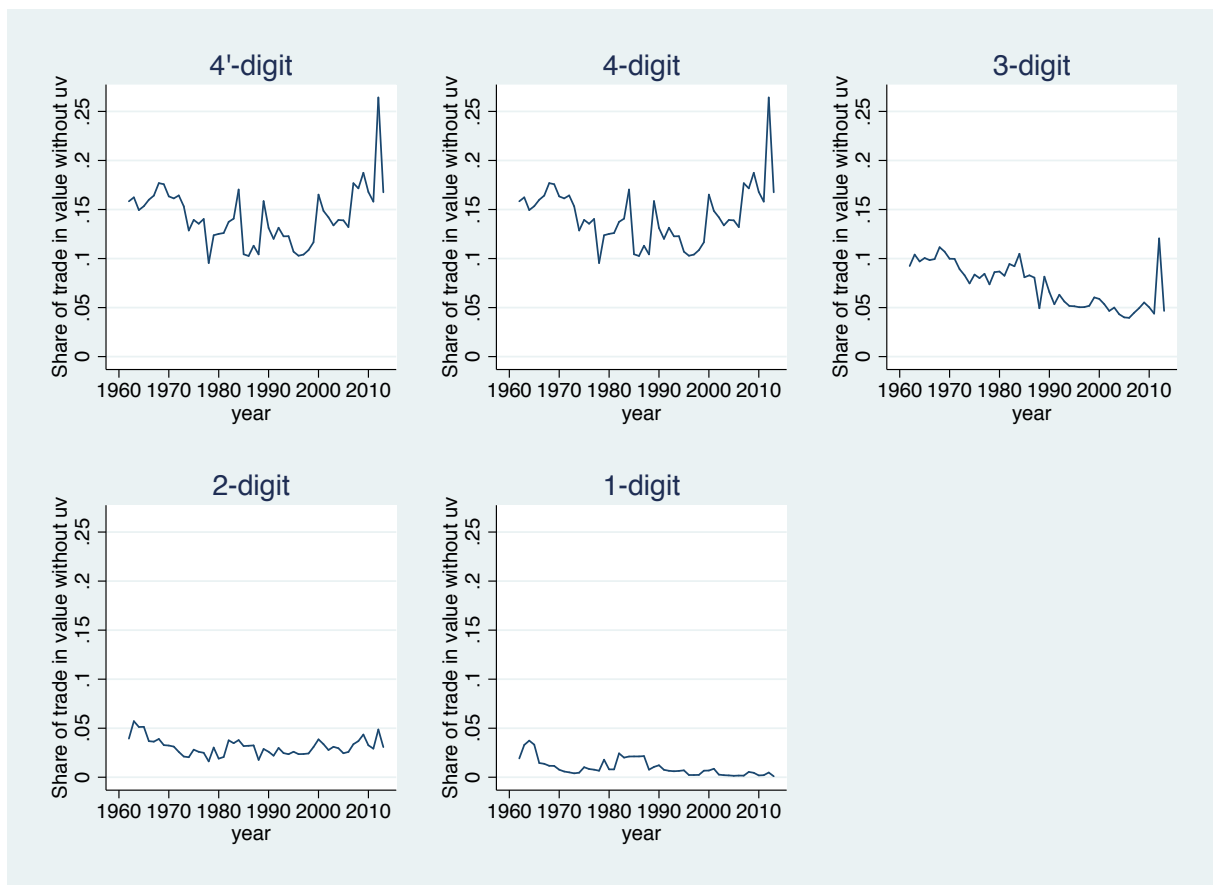 4'-digit
Share of trade in value without uv
0 .05 .1 .15 .2 .25
1960 1970 1980 1990 2000 2010
year
4-digit
Share of trade in value without uv
0 .05 .1 .15 .2 .25
1960 1970 1980 1990 2000 2010
year
3-digit
Share of trade in value without uv
0 .05 .1 .15 .2 .25
1960 1970 1980 1990 2000 2010
year
2-digit
Share of trade in value without uv
0 .05 .1 .15 .2 .25
1960 1970 1980 1990 2000 2010
year
1-digit
Share of trade in value without uv
0 .05 .1 .15 .2 .25
1960 1970 1980 1990 2000 2010
year